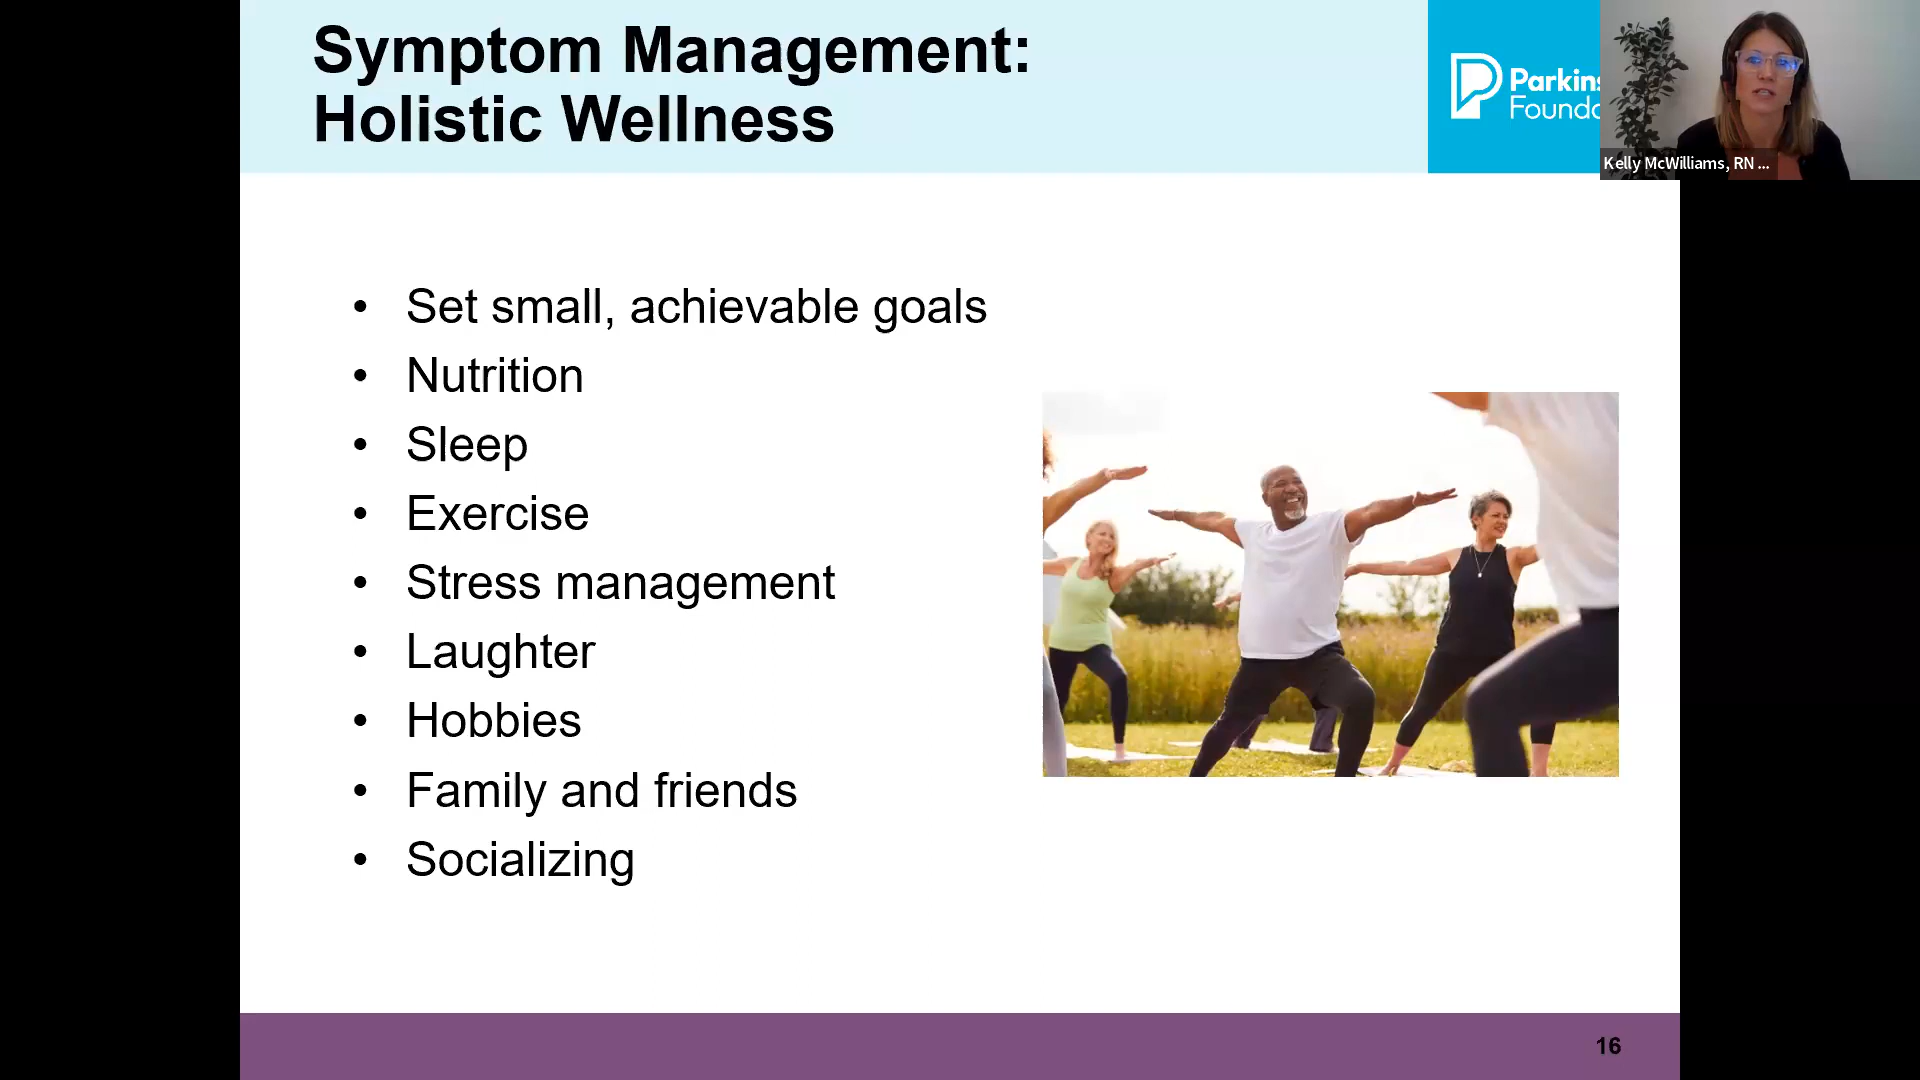 Symptom Management:
Holistic Wellness
Parkins
Founda
Kelly McWilliams, RN ...
• Set small, achievable goals
• Nutrition
• Sleep
• Exercise
• Stress management
• Laughter
• Hobbies
• Family and friends
• Socializing
16